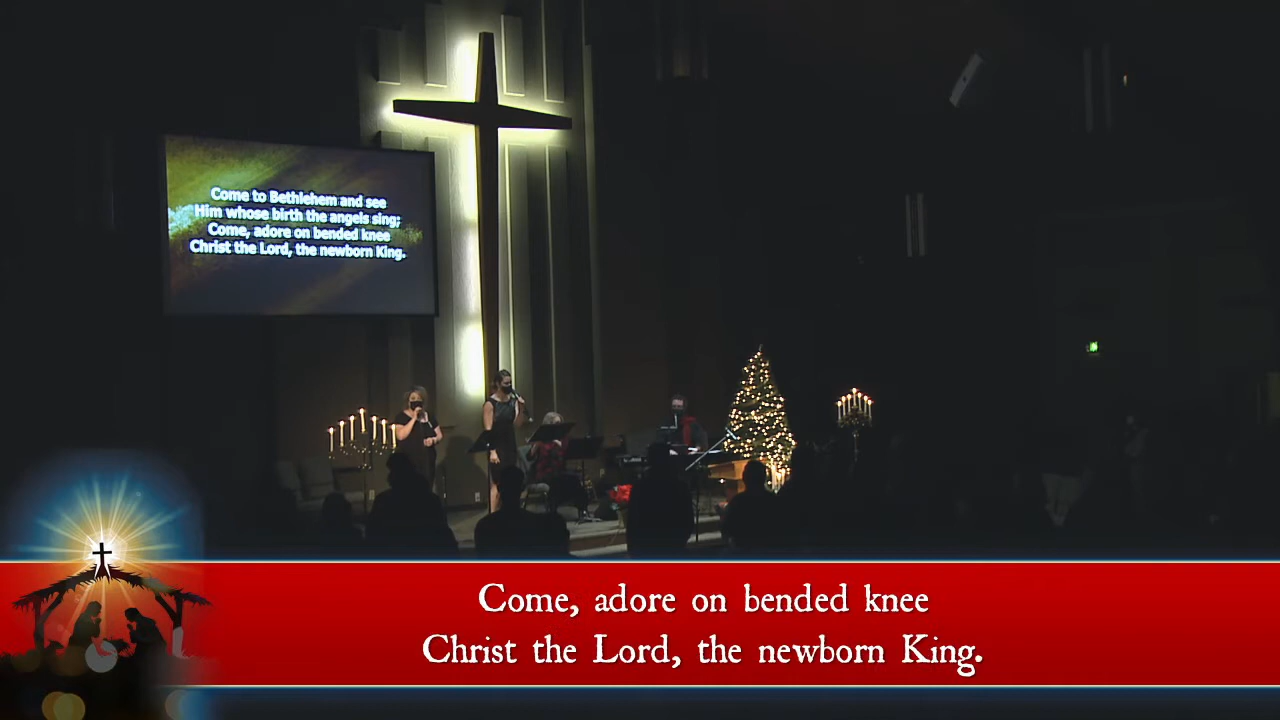 Come to Bethlehem and see
Him whose birth the angels sing;
Come, adore on bended knee
Christ the Lord, the newborn King.
Come, adore on bended knee
Christ the Lord, the newborn King.